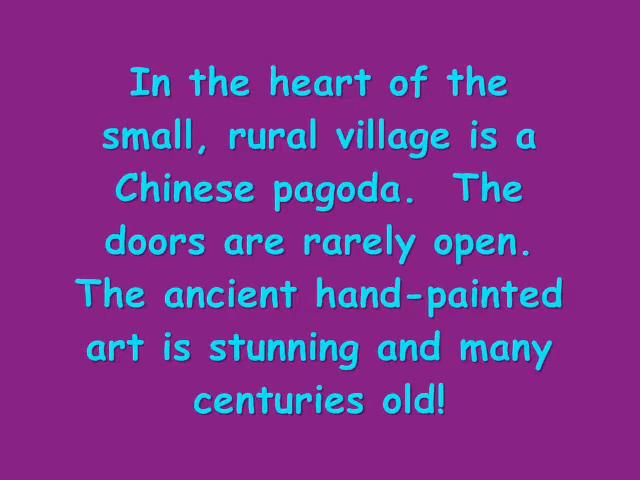 In the heart of the
small, rural village is a
Chinese pagoda.  The
doors are rarely open.
The ancient hand-painted
art is stunning and many
centuries old!